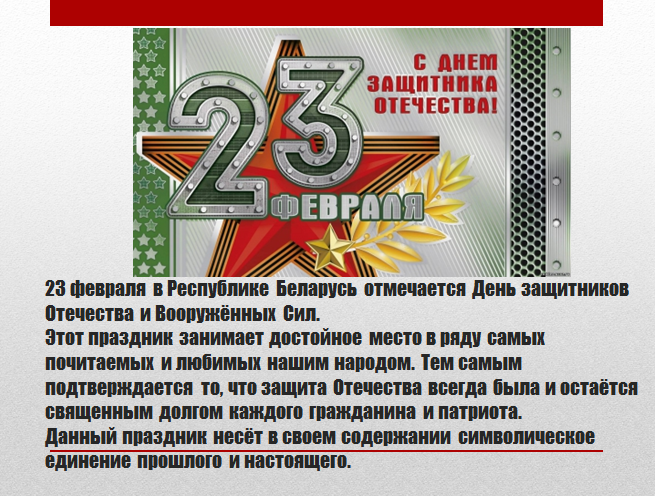 С ДНЕМ
ЗАЩИТНИКА
ОТЕЧЕСТВА!
23
ФЕВРАЛЯ
23 февраля в Республике Беларусь отмечается День защитников
Отечества и Вооружённых Сил.
Этот праздник занимает достойное место в ряду самых
почитаемых и любимых нашим народом. Тем самым
подтверждается то, что защита Отечества всегда была и остаётся
священным долгом каждого гражданина и патриота.
Данный праздник несёт в своем содержании символическое
единение прошлого и настоящего.